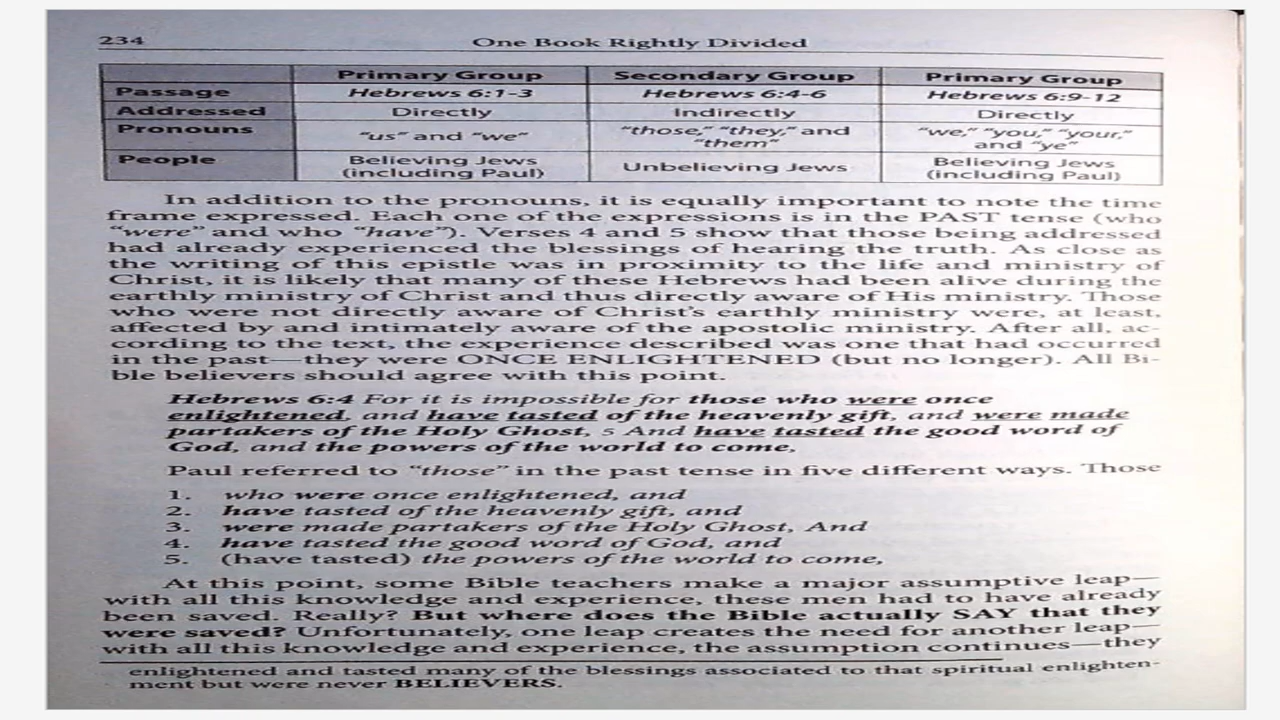 234 One Book Rightly Divided
Primary Group Secondary Group Primary Group
Passage Hebrews 6:1-3 Hebrews 6:4-6 Hebrews 6:9-12
Addressed Directly Indirectly Directly
Pronouns "us" and "we" "those," "they," and "them" "we," "you," "your," and "ye"
People Believing Jews (including Paul) Unbelieving Jews Believing Jews (including Paul)
In addition to the pronouns, it is equally important to note the time
frame expressed. Each one of the expressions is in the PAST tense (who
"were" and who "have"). Verses 4 and 5 show that those being addressed
had already experienced the blessings of hearing the truth. As close as
the writing of this epistle was in proximity to the life and ministry of
Christ, it is likely that many of these Hebrews had been alive during the
earthly ministry of Christ and thus directly aware of His ministry. Those
who were not directly aware of Christ's earthly ministry were, at least,
affected by and intimately aware of the apostolic ministry. After all, ac-
cording to the text, the experience described was one that had occurred
in the past—they were ONCE ENLIGHTENED (but no longer). All Bi-
ble believers should agree with this point.
Hebrews 6:4 For it is impossible for those who were once
enlightened, and have tasted of the heavenly gift, and were made
partakers of the Holy Ghost, 5 And have tasted the good word of
God, and the powers of the world to come,
Paul referred to "those" in the past tense in five different ways. Those
1. who were once enlightened, and
2. have tasted of the heavenly gift, and
3. were made partakers of the Holy Ghost, And
4. have tasted the good word of God, and
5. (have tasted) the powers of the world to come,
At this point, some Bible teachers make a major assumptive leap—
with all this knowledge and experience, these men had to have already
been saved. Really? But where does the Bible actually SAY that they
were saved? Unfortunately, one leap creates the need for another leap—
with all this knowledge and experience, the assumption continues—they
enlightened and tasted many of the blessings associated to that spiritual enlighten-
ment but were never BELIEVERS.